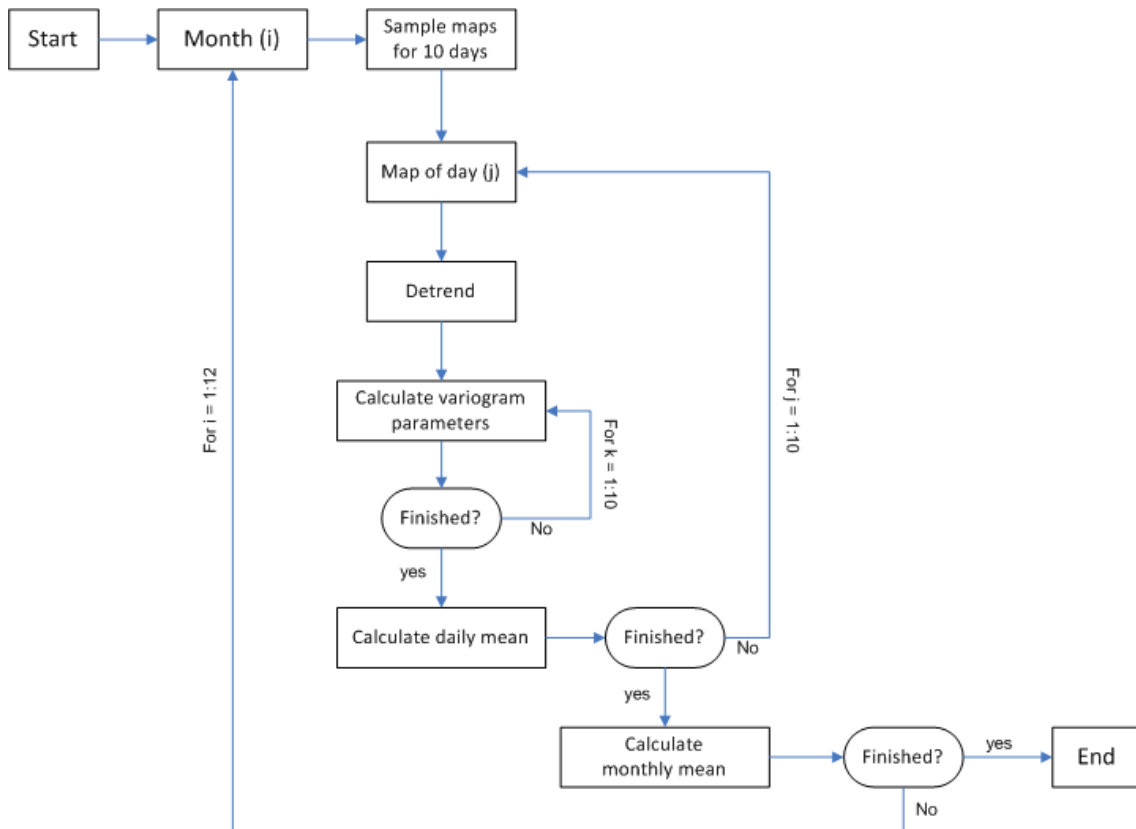 Start
Month (i)
Sample maps
for 10 days
Map of day (j)
Detrend
For i = 1:12
Calculate variogram
parameters
For k = 1:10
For j = 1:10
Finished?
No
yes
Calculate daily mean
Finished?
No
yes
Calculate
monthly mean
Finished?
yes
End
No